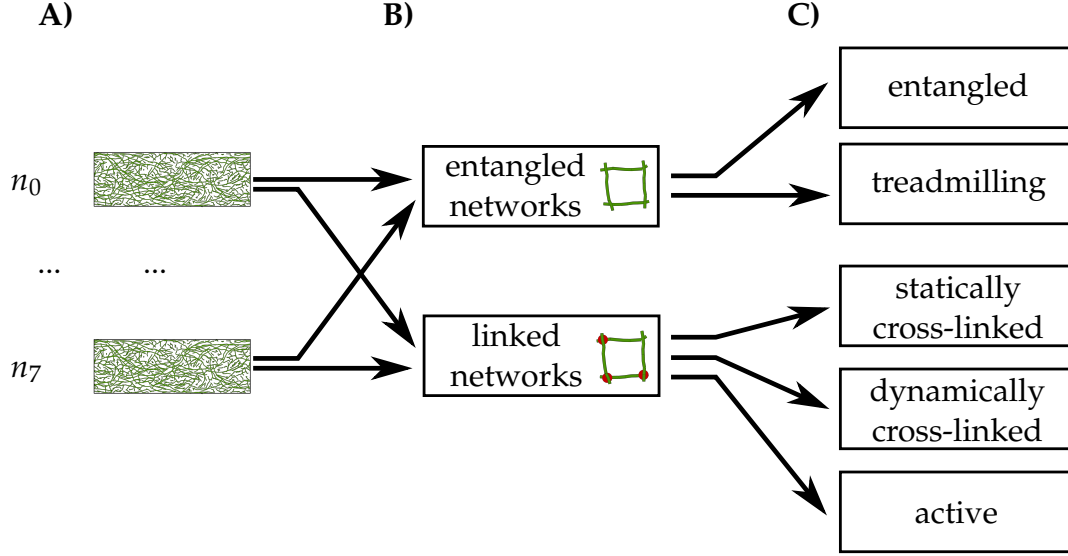 A)
B)
C)
n0
...
...
n7
entangled
networks
linked
networks
entangled
treadmilling
statically
cross-linked
dynamically
cross-linked
active